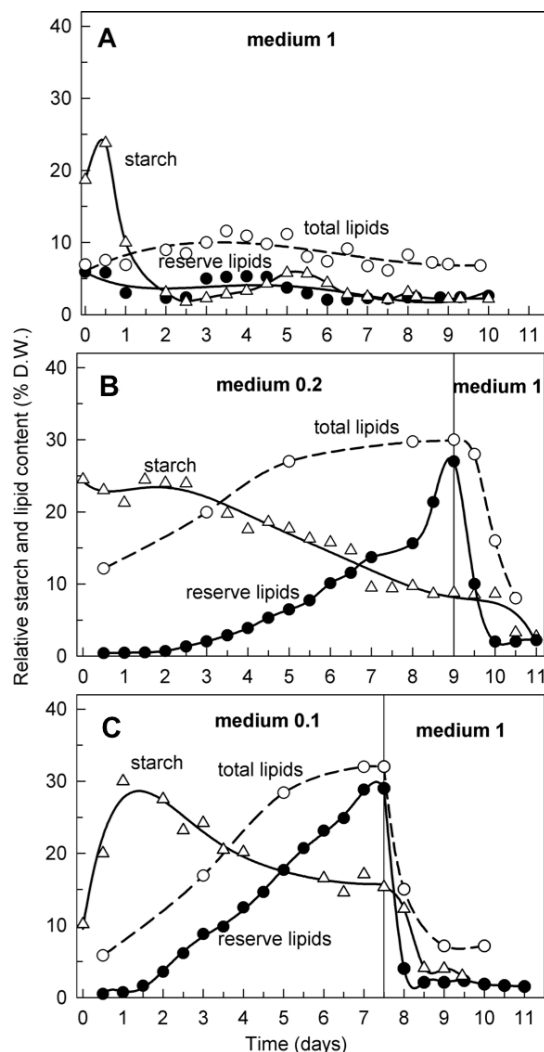 Relative starch and lipid content (% D.W.)
A
medium 1
40
30
20
10
0
starch
total lipids
reserve lipids
0 1 2 3 4 5 6 7 8 9 10 11
B
medium 0.2
medium 1
40
30
20
10
0
total lipids
starch
reserve lipids
0 1 2 3 4 5 6 7 8 9 10 11
C
medium 0.1
medium 1
40
30
20
10
0
starch
total lipids
reserve lipids
0 1 2 3 4 5 6 7 8 9 10 11
Time (days)